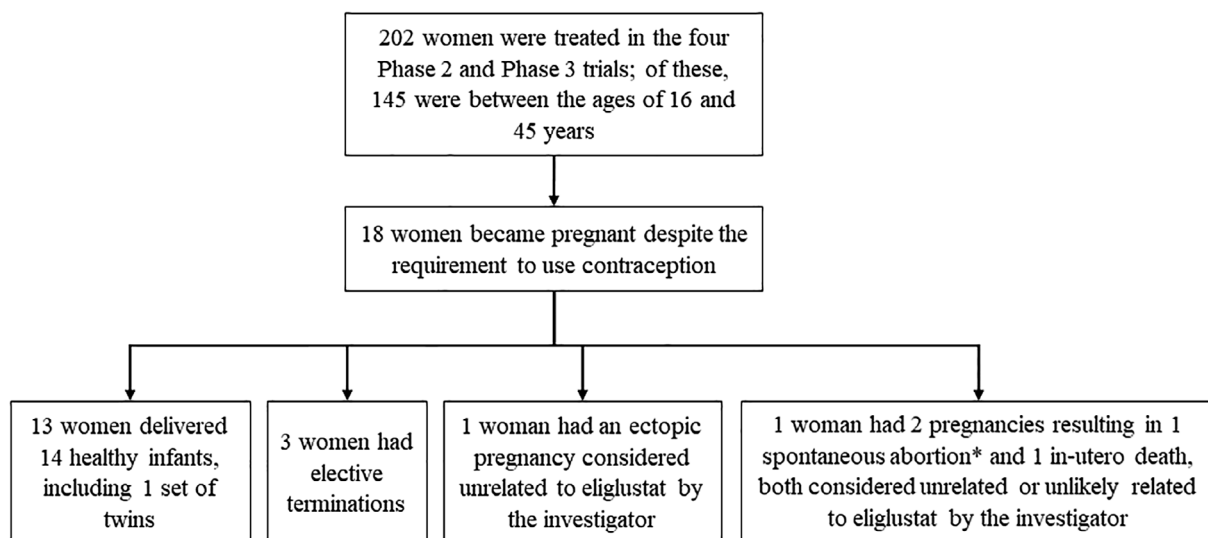 202 women were treated in the four
Phase 2 and Phase 3 trials; of these,
145 were between the ages of 16 and
45 years
18 women became pregnant despite the
requirement to use contraception
13 women delivered
14 healthy infants,
including 1 set of
twins
3 women had
elective
terminations
1 woman had an ectopic
pregnancy considered
unrelated to eliglustat by
the investigator
1 woman had 2 pregnancies resulting in 1
spontaneous abortion* and 1 in-utero death,
both considered unrelated or unlikely related
to eliglustat by the investigator